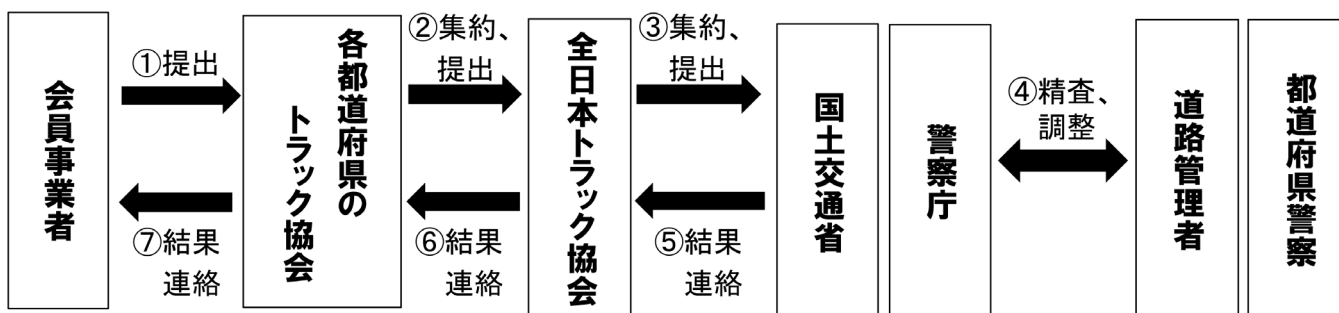 会員事業者
①提出
⑦結果
連絡
各都道府県の
トラック協会
②集約、
提出
⑥結果
連絡
全日本トラック協会
③集約、
提出
⑤結果
連絡
国土交通省
警察庁
④精査、
調整
道路管理者
都道府県警察